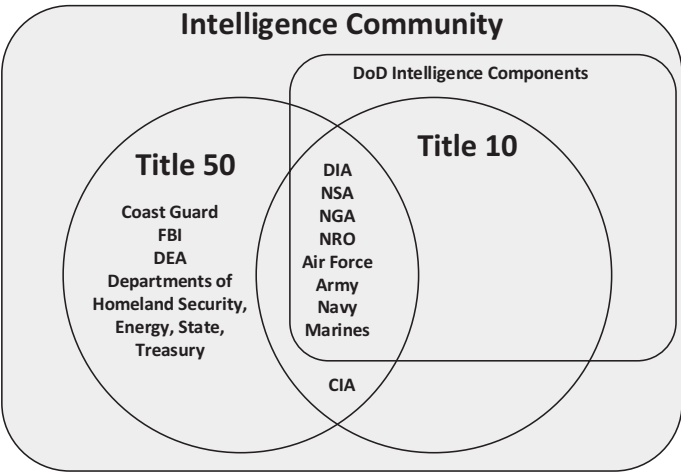 Intelligence Community
DoD Intelligence Components
Title 50
Title 10
Coast Guard
FBI
DEA
Departments of
Homeland Security,
Energy, State,
Treasury
DIA
NSA
NGA
NRO
Air Force
Army
Navy
Marines
CIA